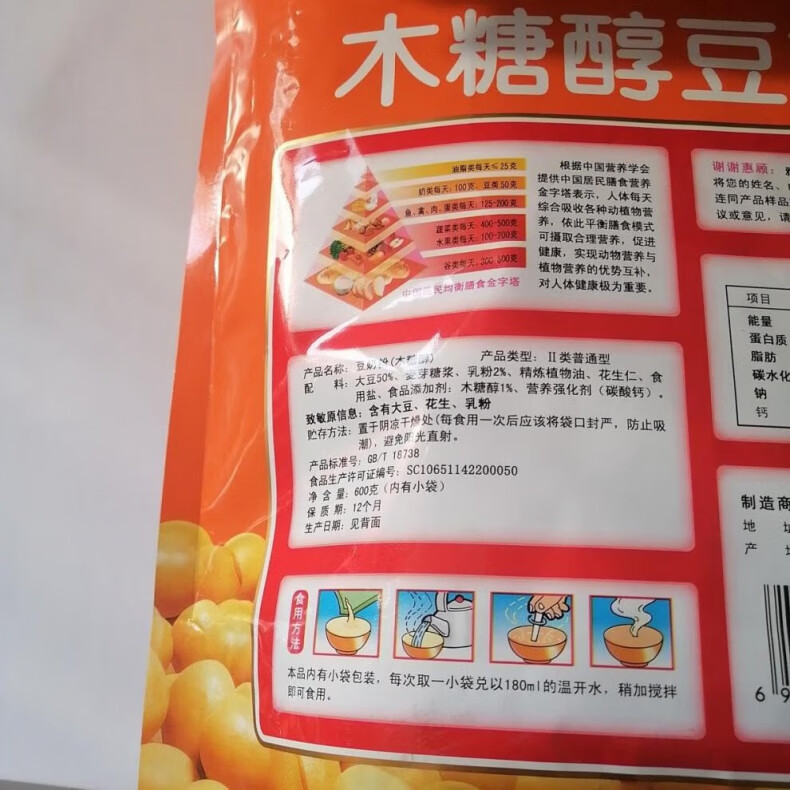 木糖醇豆
油脂类每天≤25克
奶类每天:100克、豆类50克
鱼、禽、肉、蛋类每天:125-200克
蔬菜类每天:400-500克
水果类每天:100-200克
谷类每天:300-500克
中国居民均衡膳食金字塔
根据中国营养学会
提供中国居民膳食营养
金字塔表示，人体每天
综合吸收各种动植物营
养，依此平衡膳食模式
可摄取合理营养，促进
健康，实现动物营养与
植物营养的优势互补，
对人体健康极为重要。
产品名称：豆奶粉(木糖醇) 产品类型：Ⅱ类普通型
配 料：大豆50%、麦芽糖浆、乳粉2%、精炼植物油、花生仁、食
用盐、食品添加剂：木糖醇1%、营养强化剂（碳酸钙）。
致敏原信息：含有大豆、花生、乳粉
贮存方法：置于阴凉干燥处(每食用一次后应该将袋口封严，防止吸
潮)，避免阳光直射。
产品标准号：GB/T 18738
食品生产许可证编号：SC10651142200050
净 含 量：600克（内有小袋）
保 质 期：12个月
生产日期：见背面
食用方法
本品内有小袋包装，每次取一小袋兑以180ml的温开水，稍加搅拌
即可食用。
谢谢惠顾：
将您的姓名、
连同产品样品
议或意见，请
项目
能量
蛋白质
脂肪
碳水化
钠
钙
制造商
地
产
6 9